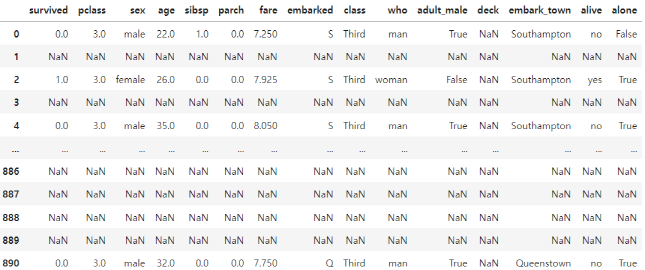 survived pclass sex age sibsp parch fare embarked class who adult_male deck embark_town alive alone
0 0.0 3.0 male 22.0 1.0 0.0 7.250 S Third man True NaN Southampton no False
1 NaN NaN NaN NaN NaN NaN NaN NaN NaN NaN NaN NaN NaN NaN NaN
2 1.0 3.0 female 26.0 0.0 0.0 7.925 S Third woman False NaN Southampton yes True
3 NaN NaN NaN NaN NaN NaN NaN NaN NaN NaN NaN NaN NaN NaN NaN
4 0.0 3.0 male 35.0 0.0 0.0 8.050 S Third man True NaN Southampton no True
... ... ... ... ... ... ... ... ... ... ... ... ... ... ... ...
886 NaN NaN NaN NaN NaN NaN NaN NaN NaN NaN NaN NaN NaN NaN NaN
887 NaN NaN NaN NaN NaN NaN NaN NaN NaN NaN NaN NaN NaN NaN NaN
888 NaN NaN NaN NaN NaN NaN NaN NaN NaN NaN NaN NaN NaN NaN NaN
889 NaN NaN NaN NaN NaN NaN NaN NaN NaN NaN NaN NaN NaN NaN NaN
890 0.0 3.0 male 32.0 0.0 0.0 7.750 Q Third man True NaN Queenstown no True